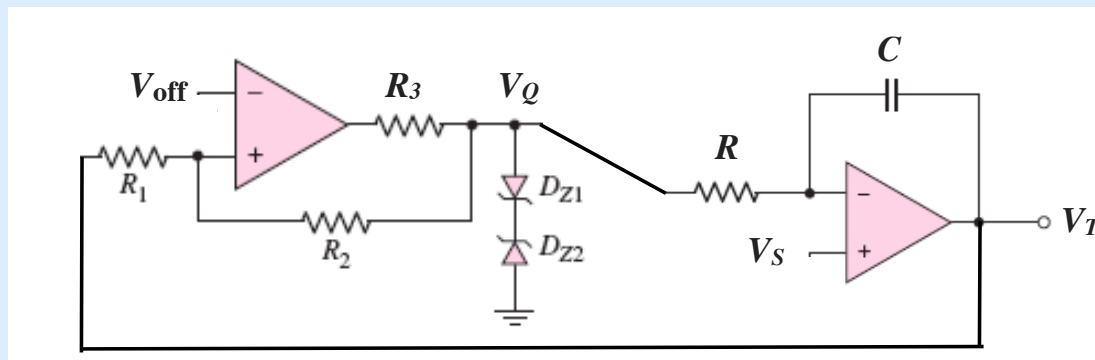 C
V_off
R_3
V_Q
R
R_1
D_Z1
R_2
D_Z2
V_S
V_T